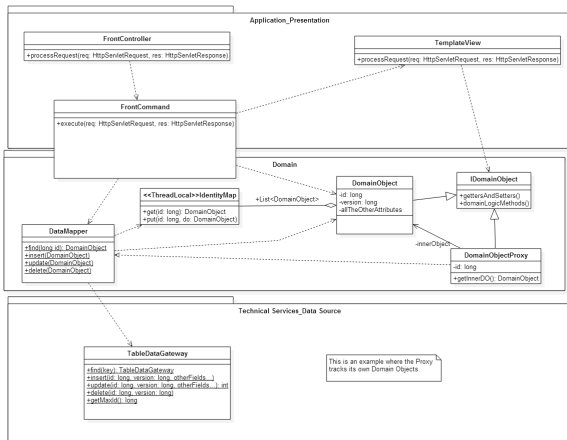 Application_Presentation
FrontController
+processRequest(req: HttpServletRequest, res: HttpServletResponse)
TemplateView
+processRequest(req: HttpServletRequest, res: HttpServletResponse)
FrontCommand
+execute(req: HttpServletRequest, res: HttpServletResponse)
Domain
<<ThreadLocal>>IdentityMap
+get(id: long): DomainObject
+put(id: long, do: DomainObject)
+List<DomainObject>
DomainObject
-id: long
-version: long
-allTheOtherAttributes
IDomainObject
+gettersAndSetters()
+domainLogicMethods()
DataMapper
+find(long id): DomainObject
+insert(DomainObject)
+update(DomainObject)
+delete(DomainObject)
-innerObject
DomainObjectProxy
-id: long
+getInnerDO(): DomainObject
Technical Services_Data Source
TableDataGateway
+find(key): TableDataGateway
+insert(id: long, version: long, otherFields...)
+update(id: long, version: long, otherFields...): int
+delete(id: long, version: long)
+getMaxId(): long
This is an example where the Proxy
tracks its own Domain Objects.